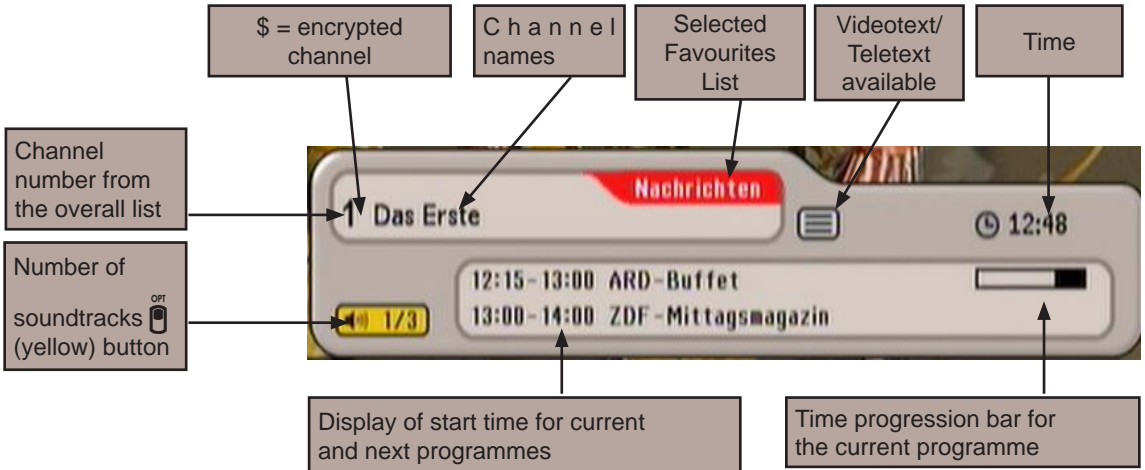 $ = encrypted
channel
C h a n n e l
names
Selected
Favourites
List
Videotext/
Teletext
available
Time
Channel
number from
the overall list
Nachrichten
1 Das Erste
12:48
Number of
OPT
soundtracks
(yellow) button
12:15-13:00 ARD-Buffet
1/3
13:00-14:00 ZDF-Mittagsmagazin
Display of start time for current
and next programmes
Time progression bar for
the current programme